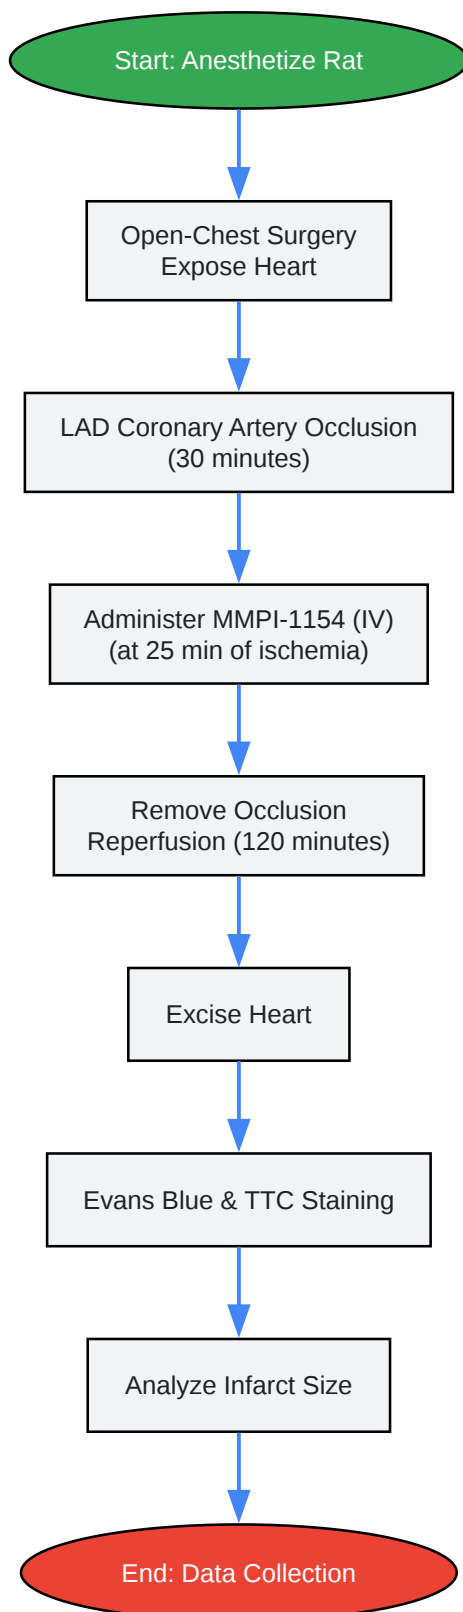 Start: Anesthetize Rat
Open-Chest Surgery
Expose Heart
LAD Coronary Artery Occlusion
(30 minutes)
Administer MMPI-1154 (IV)
(at 25 min of ischemia)
Remove Occlusion
Reperfusion (120 minutes)
Excise Heart
Evans Blue & TTC Staining
Analyze Infarct Size
End: Data Collection